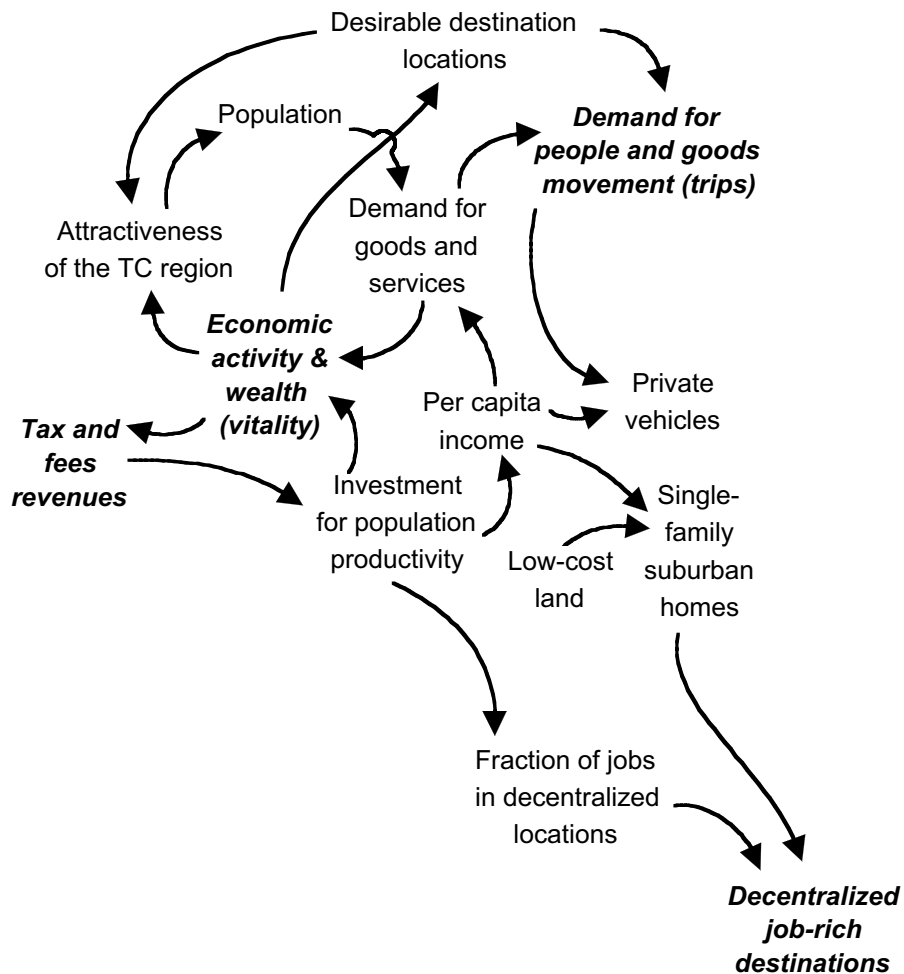 Desirable destination
locations
Population
Demand for
people and goods
movement (trips)
Attractiveness
of the TC region
Demand for
goods and
services
Economic
activity &
wealth
(vitality)
Private
vehicles
Per capita
income
Tax and
fees
revenues
Investment
for population
productivity
Single-
family
suburban
homes
Low-cost
land
Fraction of jobs
in decentralized
locations
Decentralized
job-rich
destinations